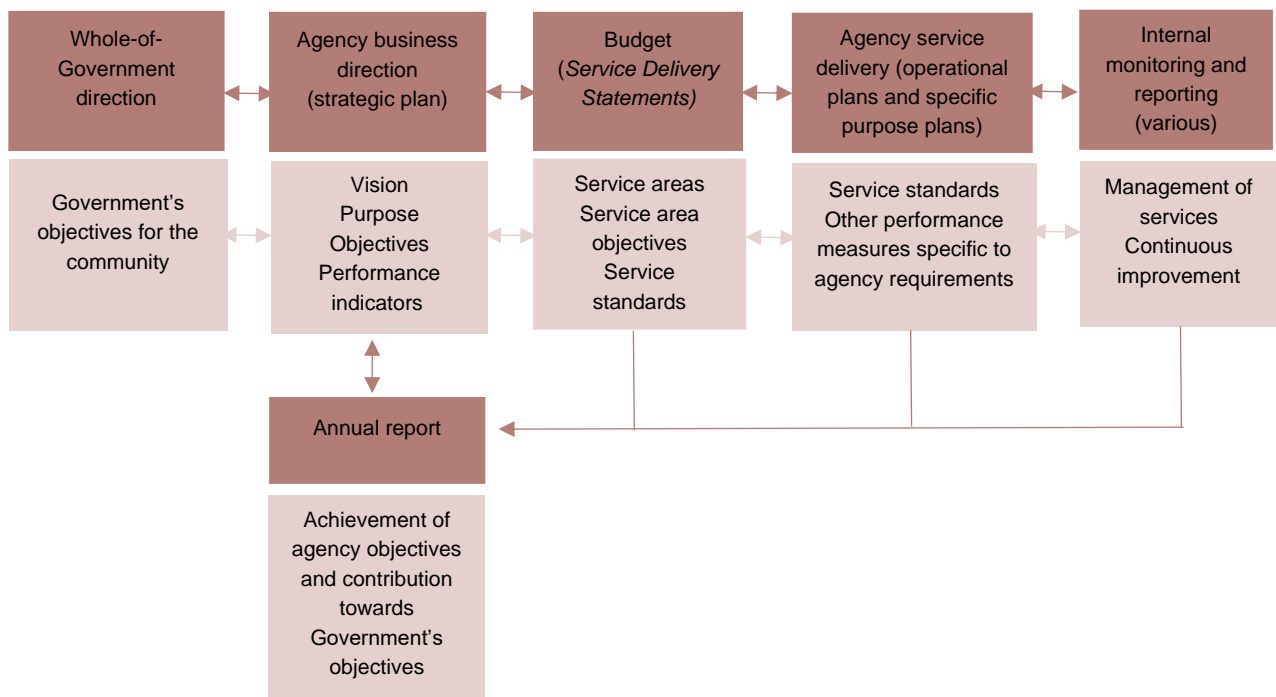 Whole-of-
Government
direction
Agency business
direction
(strategic plan)
Budget
(Service Delivery
Statements)
Agency service
delivery (operational
plans and specific
purpose plans)
Internal
monitoring and
reporting
(various)
Government’s
objectives for the
community
Vision
Purpose
Objectives
Performance
indicators
Service areas
Service area
objectives
Service
standards
Service standards
Other performance
measures specific to
agency requirements
Management of
services
Continuous
improvement
Annual report
Achievement of
agency objectives
and contribution
towards
Government’s
objectives